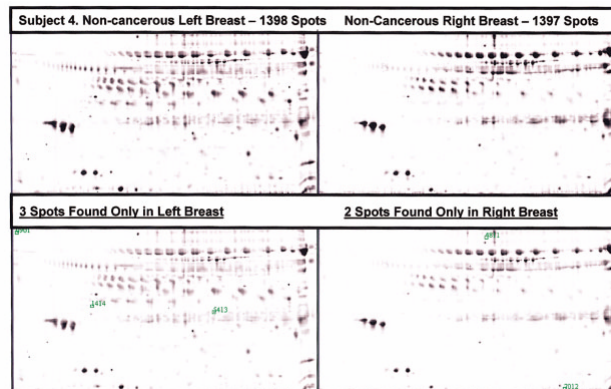 Subject 4. Non-cancerous Left Breast – 1398 Spots
Non-Cancerous Right Breast – 1397 Spots
3 Spots Found Only in Left Breast
2 Spots Found Only in Right Breast
1414
5413
2012